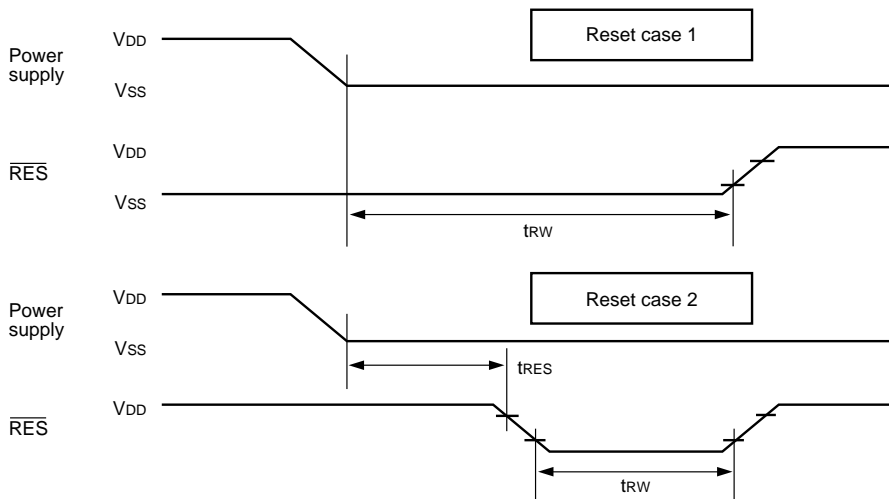 Reset case 1
Power
supply
VDD
VSS
RES
VDD
VSS
tRW
Reset case 2
Power
supply
VDD
VSS
tRES
RES
VDD
tRW